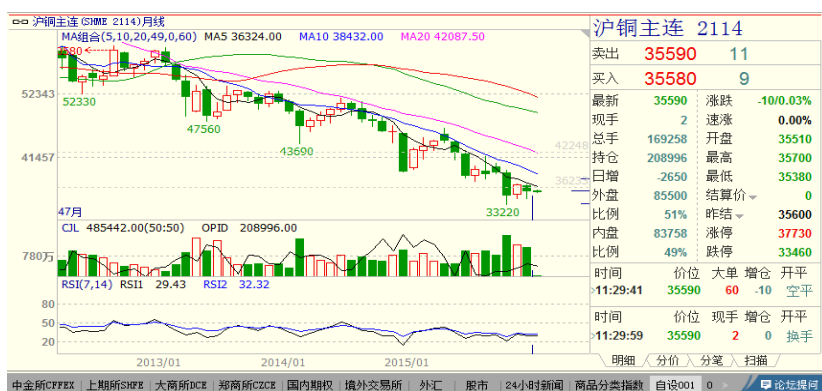 沪铜主连(SHME 2114)月线
MA组合(5,10,20,49,0,60) MA5 36324.00 MA10 38432.00 MA20 42087.50
52330
52343
47560
43690
42248
41457
33220
47月
CJL 485442.00(50:50) OPID 208996.00
780万
RSI(7,14) RSI1 29.43 RSI2 32.32
80
50
20
2013/01 2014/01 2015/01
沪铜主连 2114
卖出 35590 11
买入 35580 9
最新 35590 涨跌 -10/0.03%
现手 2 速涨 0.00%
总手 169258 开盘 35510
持仓 208996 最高 35700
日增 -2650 最低 35380
外盘 85500 结算价 0
比例 51% 昨结 35600
内盘 83758 涨停 37730
比例 49% 跌停 33460
时间 价位 大单 增仓 开平
11:29:41 35590 60 -10 空平
时间 价位 现手 增仓 开平
11:29:59 35590 2 0 换手
明细 分价 分笔 扫描
中金所CFFEX 上期所SHFE 大商所DCE 郑商所CZCE 国内期权 境外交易所 外汇 股市 24小时新闻 商品分类指数 自设001 0 > 论坛提问